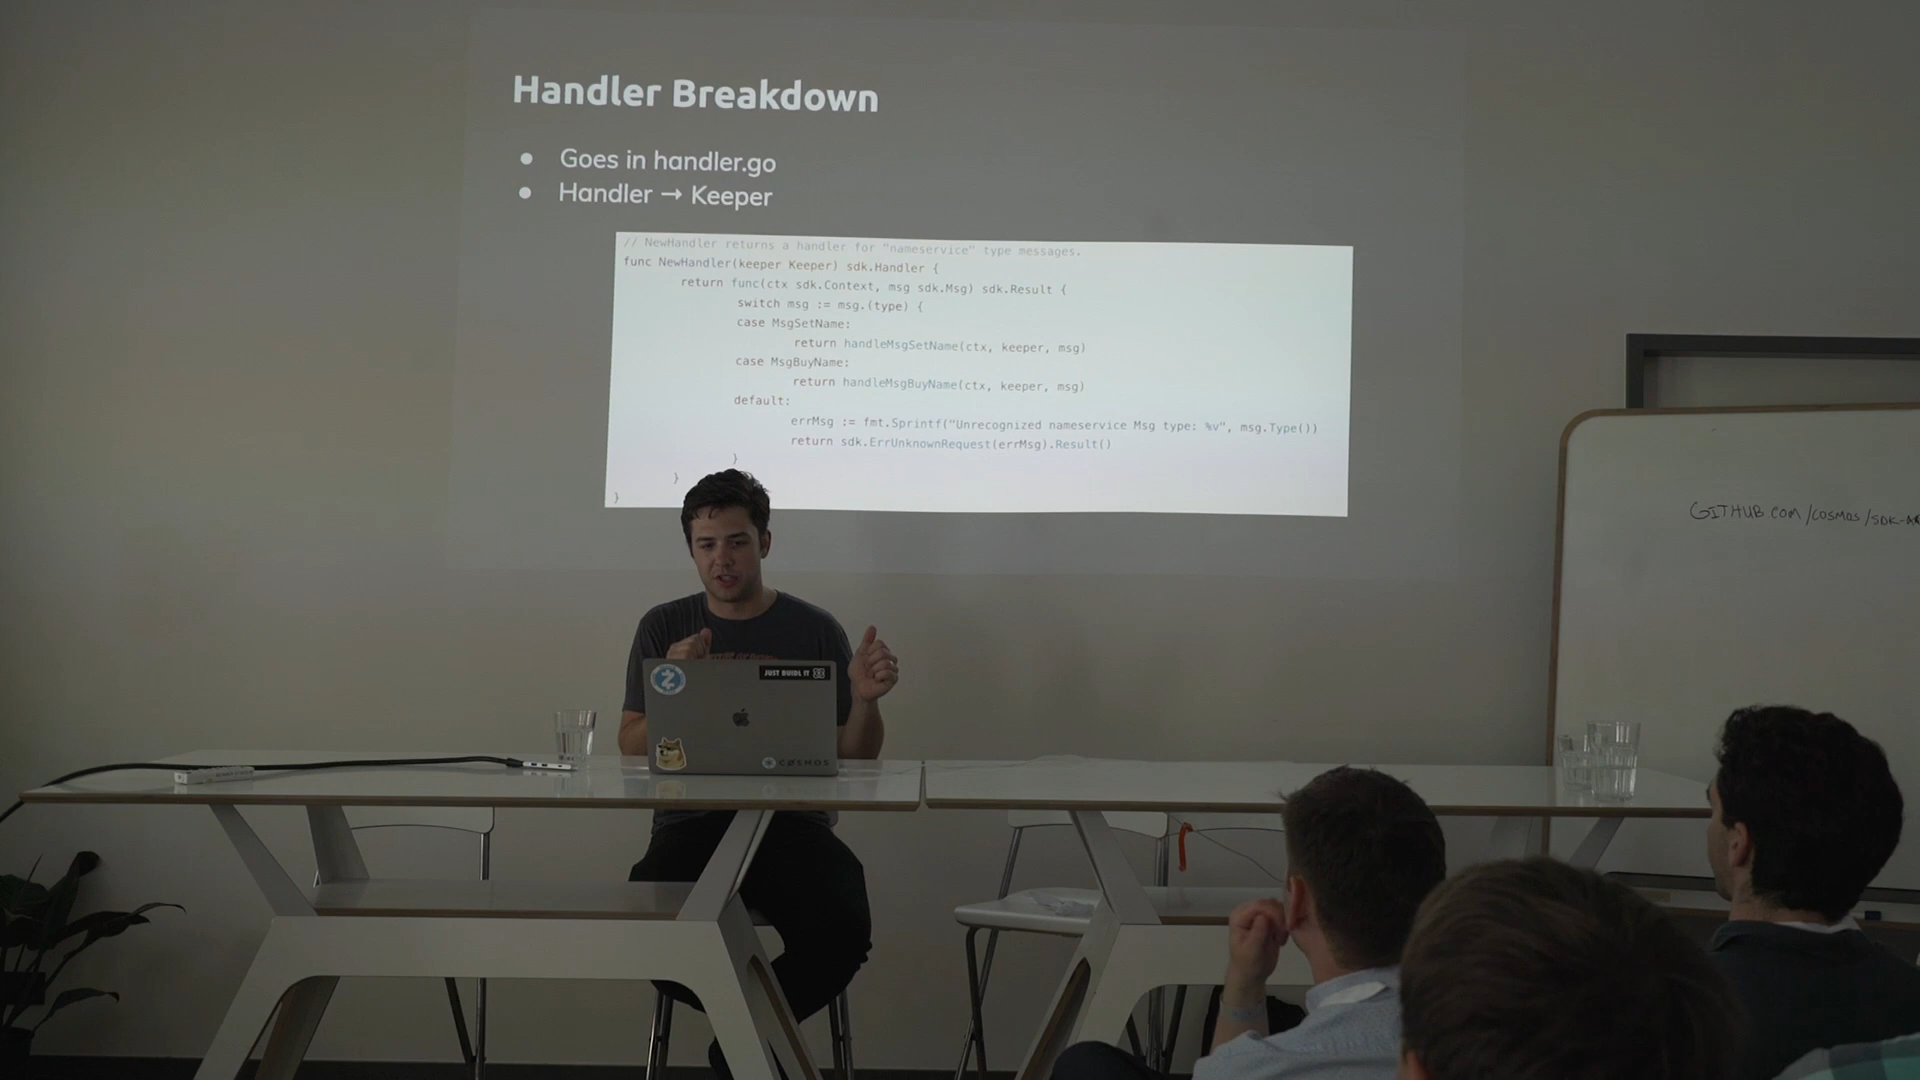 Handler Breakdown
● Goes in handler.go
● Handler → Keeper
// NewHandler returns a handler for "nameservice" type messages.
func NewHandler(keeper Keeper) sdk.Handler {
return func(ctx sdk.Context, msg sdk.Msg) sdk.Result {
switch msg := msg.(type) {
case MsgSetName:
return handleMsgSetName(ctx, keeper, msg)
case MsgBuyName:
return handleMsgBuyName(ctx, keeper, msg)
default:
errMsg := fmt.Sprintf("Unrecognized nameservice Msg type: %v", msg.Type())
return sdk.ErrUnknownRequest(errMsg).Result()
}
}
}
GITHUB.com/cosmos/SDK-
JUST BUIDL IT
COSMOS